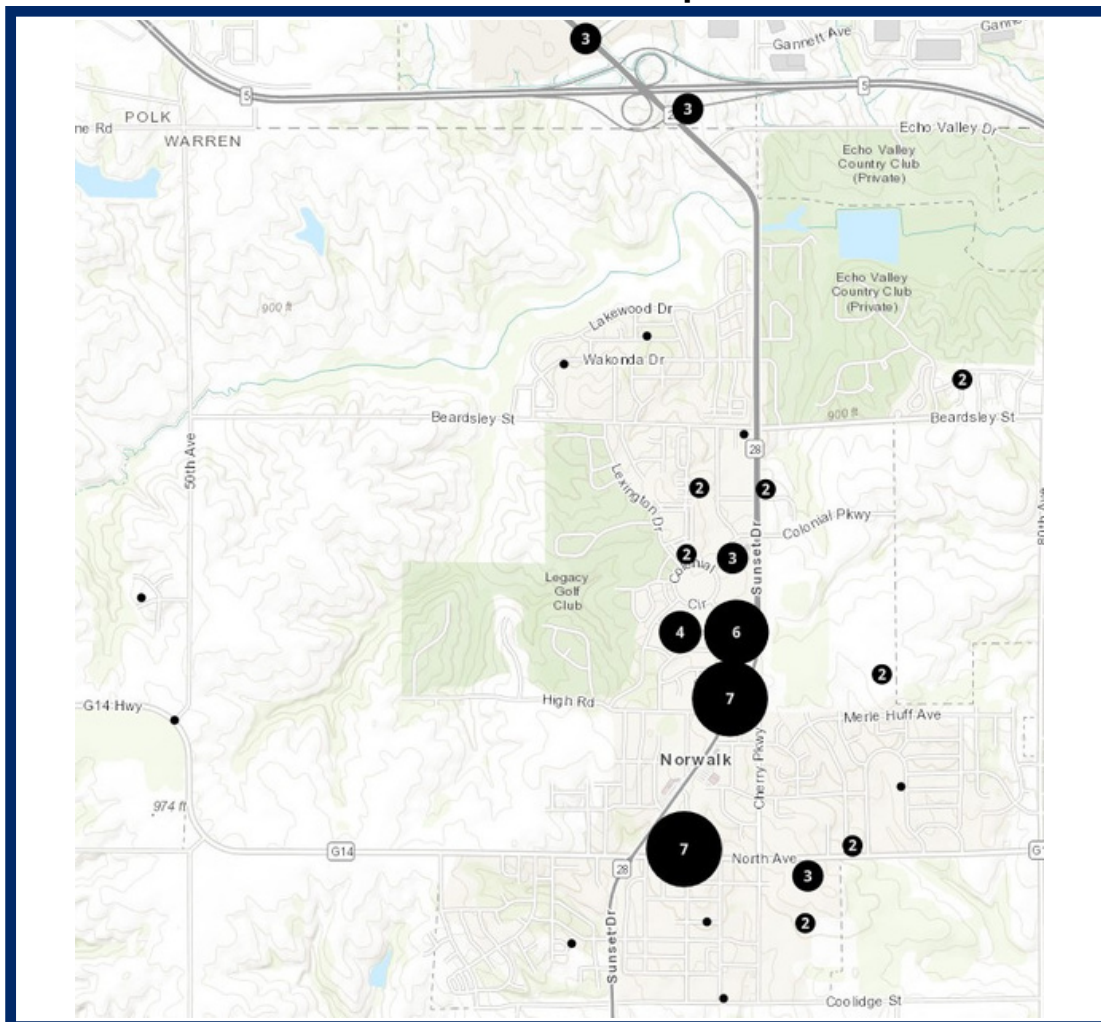 3
Gannett Ave
5
5
POLK
3
ne Rd
WARREN
Echo Valley Dr
Echo Valley
Country Club
(Private)
Echo Valley
Country Club
(Private)
900 ft
Lakewood Dr
Wakonda Dr
2
Beardsley St
900 ft
Beardsley St
28
50th Ave
Lexington Dr
2
2
Colonial Pkwy
80th Ave
2
Colonial
3
Sunset Dr
Legacy
Golf
Club
Cir
4
6
2
G14 Hwy
High Rd
7
Merle Huff Ave
Norwalk
Cherry Pkwy
974 ft
G14
7
North Ave
2
28
3
2
Sunset Dr
Coolidge St